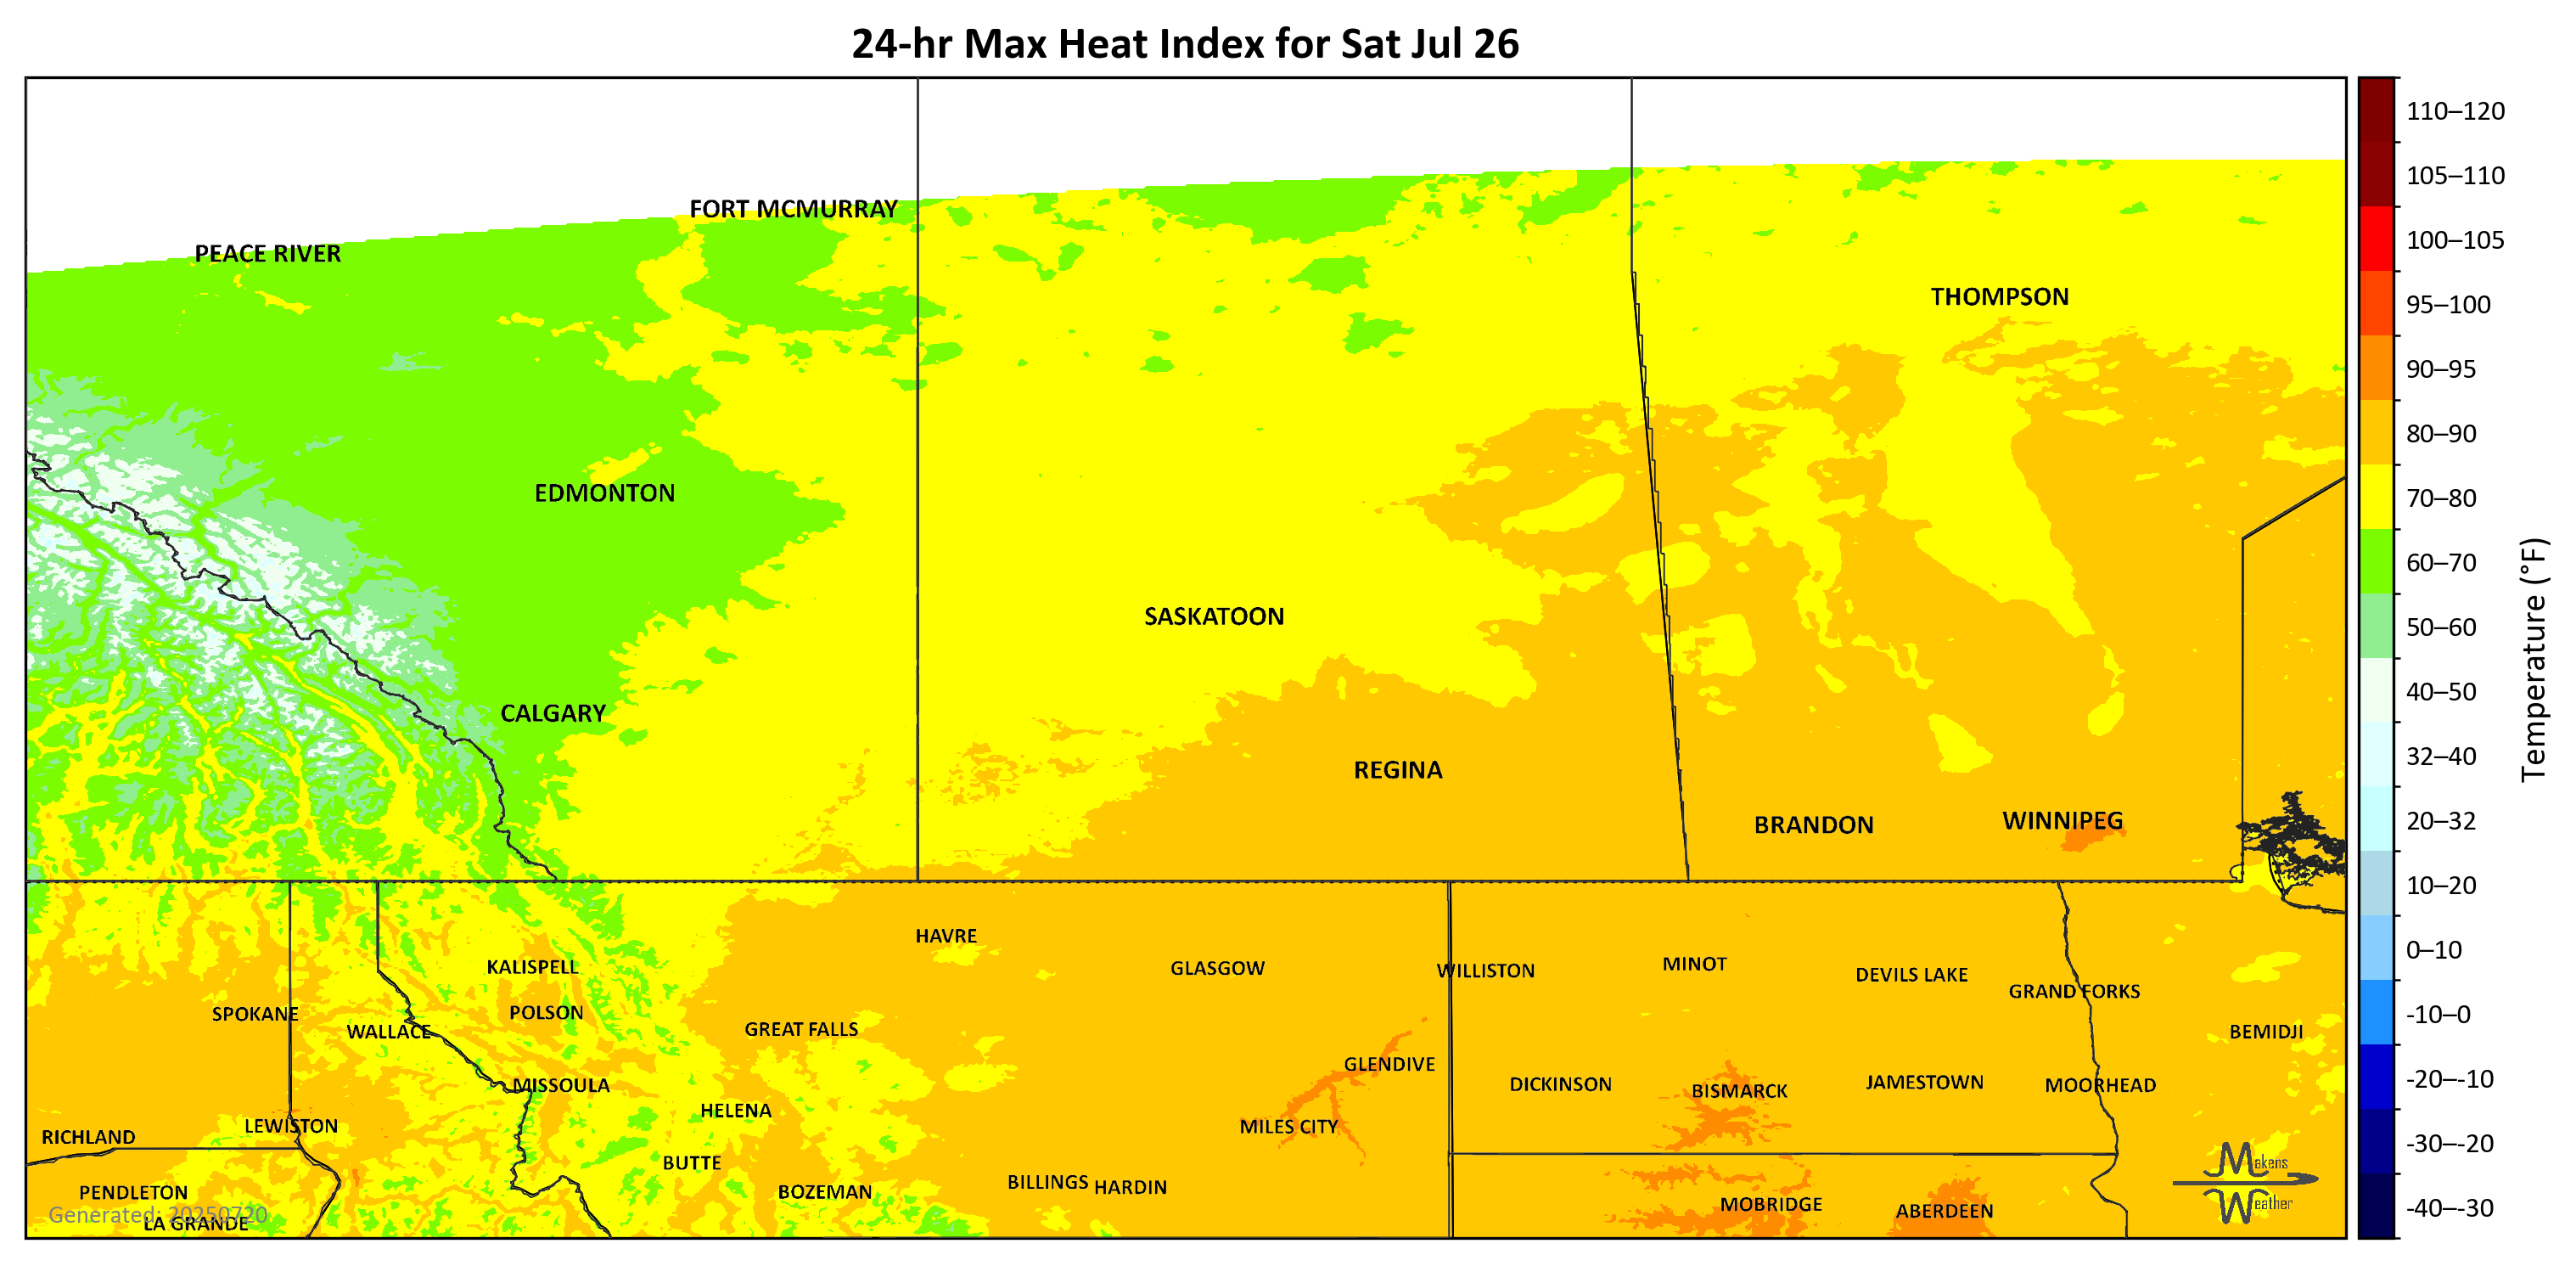 24-hr Max Heat Index for Sat Jul 26
FORT MCMURRAY
PEACE RIVER
THOMPSON
EDMONTON
SASKATOON
CALGARY
REGINA
BRANDON
WINNIPEG
HAVRE
GLASGOW
WILLISTON
MINOT
DEVILS LAKE
GRAND FORKS
KALISPELL
SPOKANE
POLSON
WALLACE
GREAT FALLS
BEMIDJI
GLENDIVE
MISSOULA
DICKINSON
BISMARCK
JAMESTOWN
MOORHEAD
HELENA
LEWISTON
MILES CITY
RICHLAND
BUTTE
PENDLETON
BOZEMAN
BILLINGS
HARDIN
MOBRIDGE
ABERDEEN
Generated: 20250720
LA GRANDE
Makens
Weather
110–120
105–110
100–105
95–100
90–95
80–90
70–80
60–70
50–60
40–50
32–40
20–32
10–20
0–10
-10–0
-20–-10
-30–-20
-40–-30
Temperature (°F)